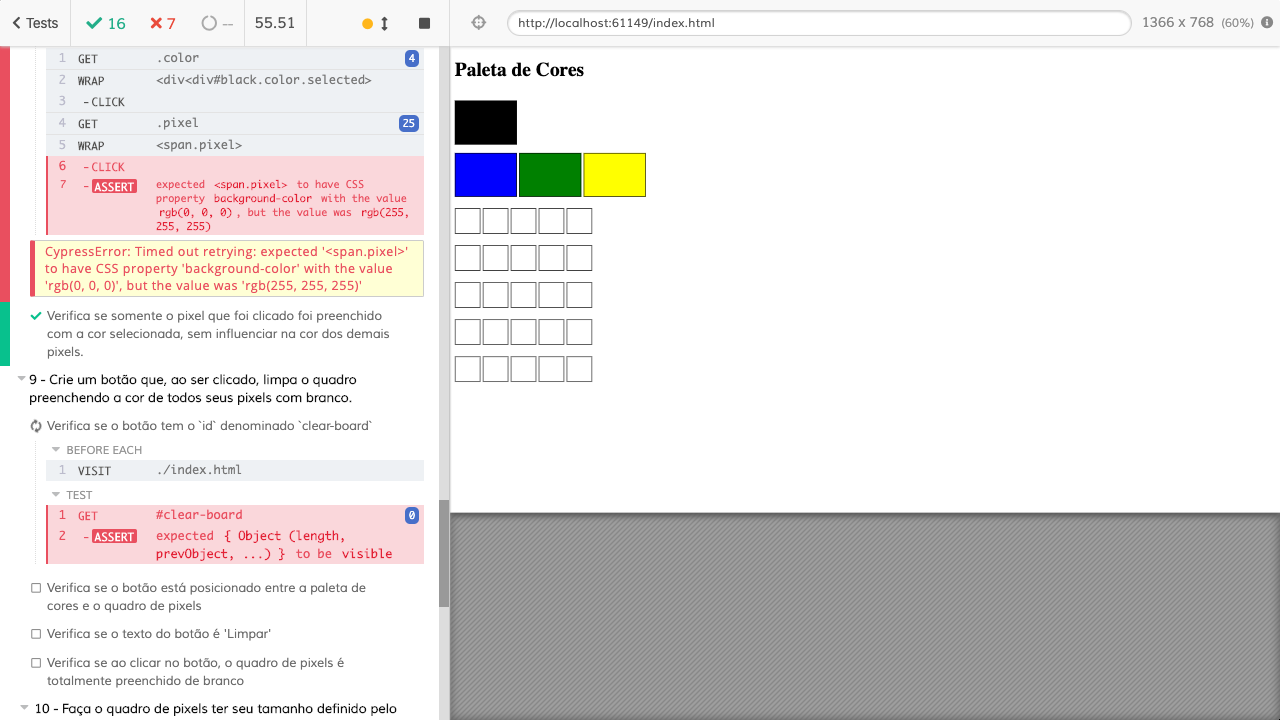 Tests 16 7 -- 55.51 http://localhost:61149/index.html 1366 x 768 (60%)
1 GET .color 4
2 WRAP <div<div#black.color.selected>
3 -CLICK
4 GET .pixel 25
5 WRAP <span.pixel>
6 -CLICK
7 -ASSERT expected <span.pixel> to have CSS
property background-color with the value
rgb(0, 0, 0), but the value was rgb(255,
255, 255)
CypressError: Timed out retrying: expected '<span.pixel>'
to have CSS property 'background-color' with the value
'rgb(0, 0, 0)', but the value was 'rgb(255, 255, 255)'
Verifica se somente o pixel que foi clicado foi preenchido
com a cor selecionada, sem influenciar na cor dos demais
pixels.
9 - Crie um botão que, ao ser clicado, limpa o quadro
preenchendo a cor de todos seus pixels com branco.
Verifica se o botão tem o `id` denominado `clear-board`
BEFORE EACH
1 VISIT ./index.html
TEST
1 GET #clear-board 0
2 -ASSERT expected { Object (length,
prevObject, ...) } to be visible
Verifica se o botão está posicionado entre a paleta de
cores e o quadro de pixels
Verifica se o texto do botão é 'Limpar'
Verifica se ao clicar no botão, o quadro de pixels é
totalmente preenchido de branco
10 - Faça o quadro de pixels ter seu tamanho definido pelo
Paleta de Cores